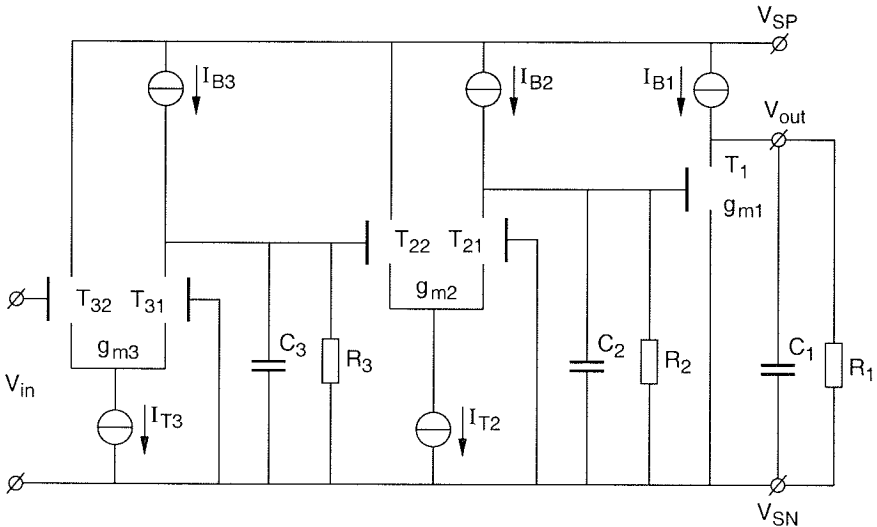 V_SP
I_B3
I_B2
I_B1
V_out
T_1
g_m1
T_22
T_21
g_m2
T_32
T_31
g_m3
C_3
R_3
C_2
R_2
C_1
R_1
V_in
I_T3
I_T2
V_SN